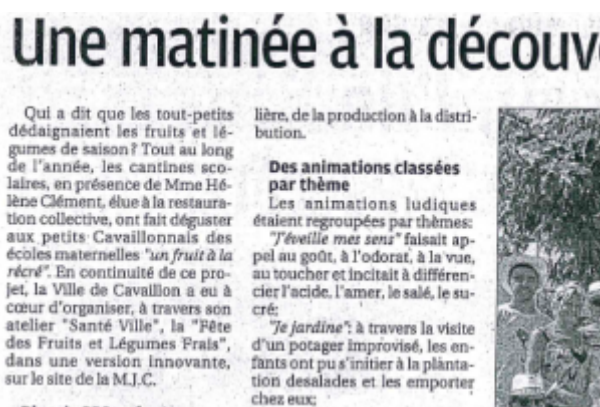 Une matinée à la découv
Qui a dit que les tout-petits
dédaignaient les fruits et lé-
gumes de saison? Tout au long
de l'année, les cantines sco-
laires, en présence de Mme Hé-
lène Clément, élue à la restaura-
tion collective, ont fait déguster
aux petits Cavaillonnais des
écoles maternelles "un fruit à la
récré". En continuité de ce pro-
jet, la Ville de Cavaillon a eu à
cœur d'organiser, à travers son
atelier "Santé Ville", la "Fête
des Fruits et Légumes Frais",
dans une version innovante,
sur le site de la M.J.C.
lière, de la production à la distri-
bution.
Des animations classées
par thème
Les animations ludiques
étaient regroupées par thèmes:
"J'éveille mes sens" faisait ap-
pel au goût, à l'odorat, à la vue,
au toucher et incitait à différen-
cier l'acide, l'amer, le salé, le su-
cré;
"Je jardine": à travers la visite
d'un potager improvisé, les en-
fants ont pu s'initier à la planta-
tion desalades et les emporter
chez eux;